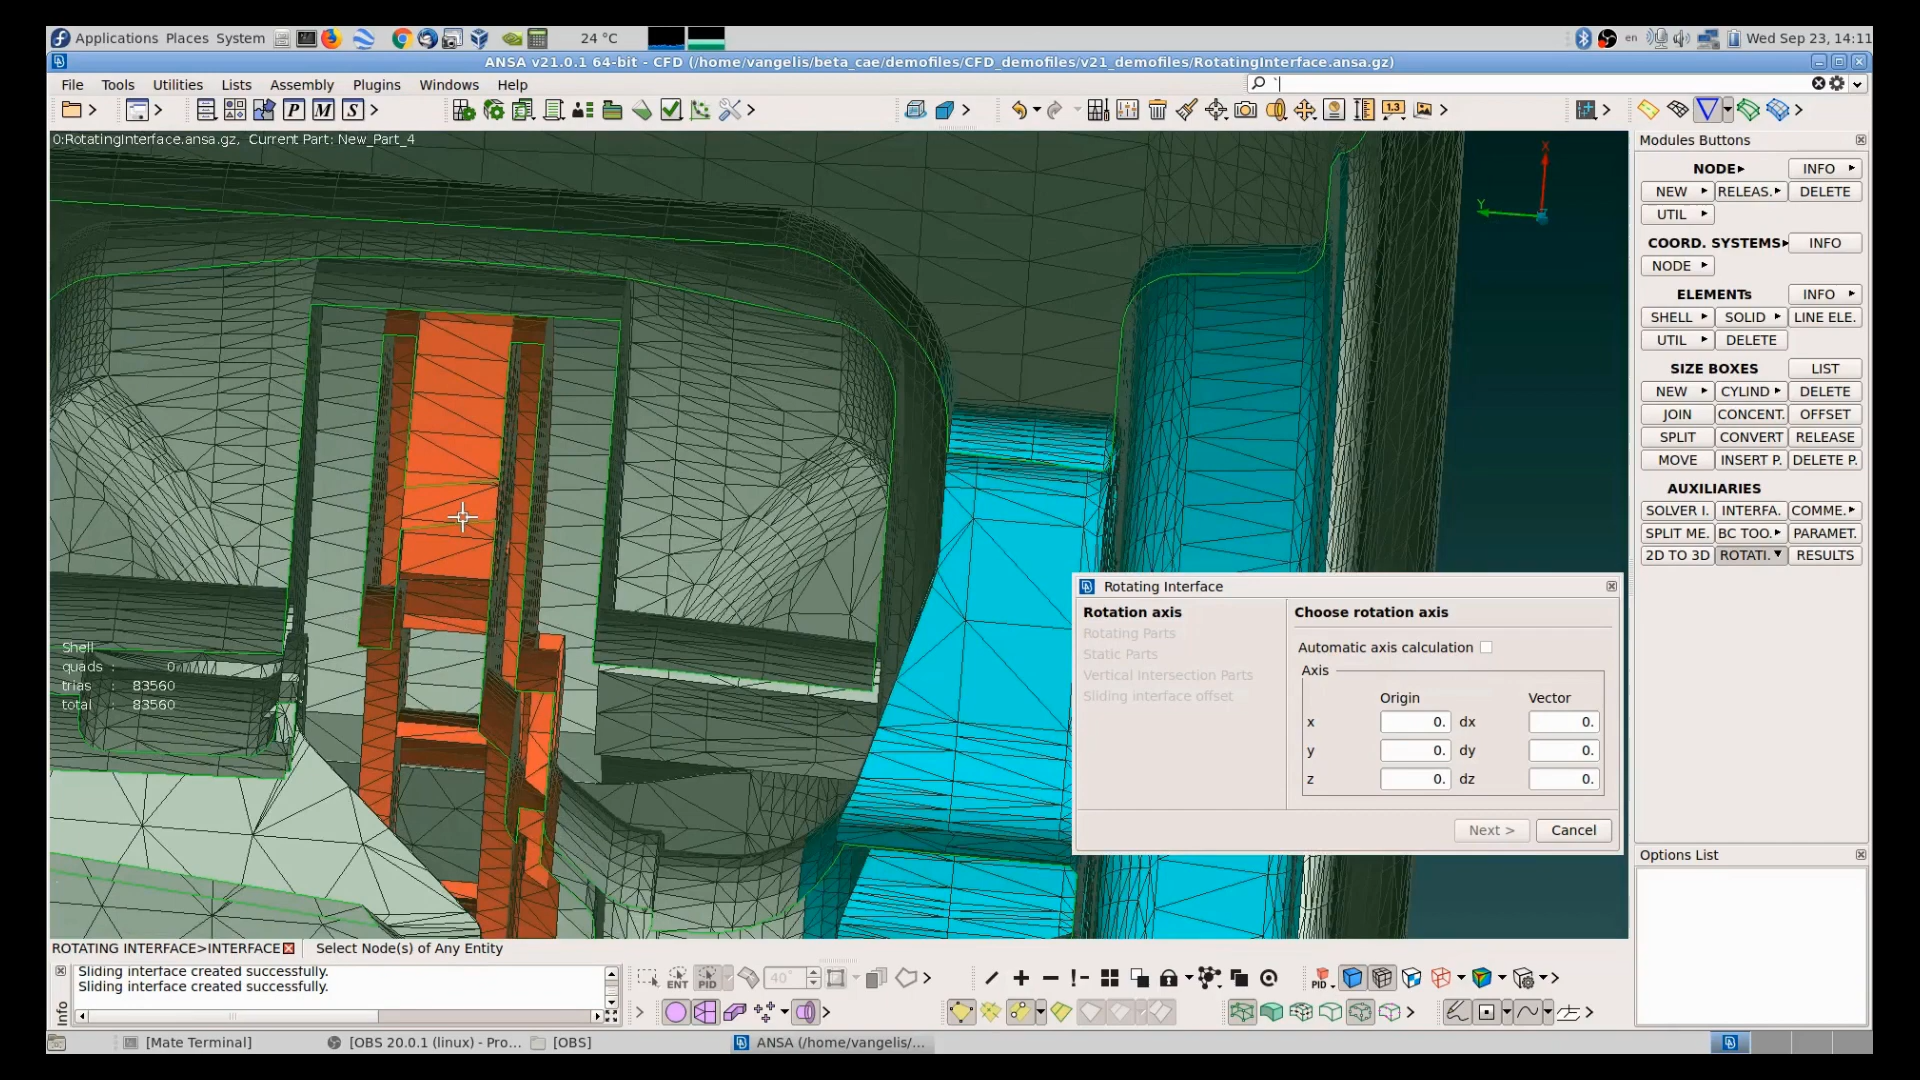 Applications Places System 24 °C en Wed Sep 23, 14:11
ANSA v21.0.1 64-bit - CFD (/home/vangelis/beta_cae/demofiles/CFD_demofiles/v21_demofiles/RotatingInterface.ansa.gz)
File Tools Utilities Lists Assembly Plugins Windows Help
P M S 1.3
0:RotatingInterface.ansa.gz, Current Part: New_Part_4
X
Y
Modules Buttons
NODE INFO
NEW RELEAS. DELETE
UTIL
COORD. SYSTEMS INFO
NODE
ELEMENTs INFO
SHELL SOLID LINE ELE.
UTIL DELETE
SIZE BOXES LIST
NEW CYLIND DELETE
JOIN CONCENT. OFFSET
SPLIT CONVERT RELEASE
MOVE INSERT P. DELETE P.
AUXILIARIES
SOLVER I. INTERFA. COMME.
SPLIT ME. BC TOO. PARAMET.
2D TO 3D ROTATI. RESULTS
Options List
Shell
quads : 0
trias : 83560
total : 83560
Rotating Interface
Rotation axis
Rotating Parts
Static Parts
Vertical Intersection Parts
Sliding interface offset
Choose rotation axis
Automatic axis calculation
Axis
Origin Vector
x 0. dx 0.
y 0. dy 0.
z 0. dz 0.
Next > Cancel
ROTATING INTERFACE>INTERFACE Select Node(s) of Any Entity
Info
Sliding interface created successfully.
Sliding interface created successfully.
ENT PID 40° PID
[Mate Terminal] [OBS 20.0.1 (linux) - Pro... [OBS] ANSA (/home/vangelis/...